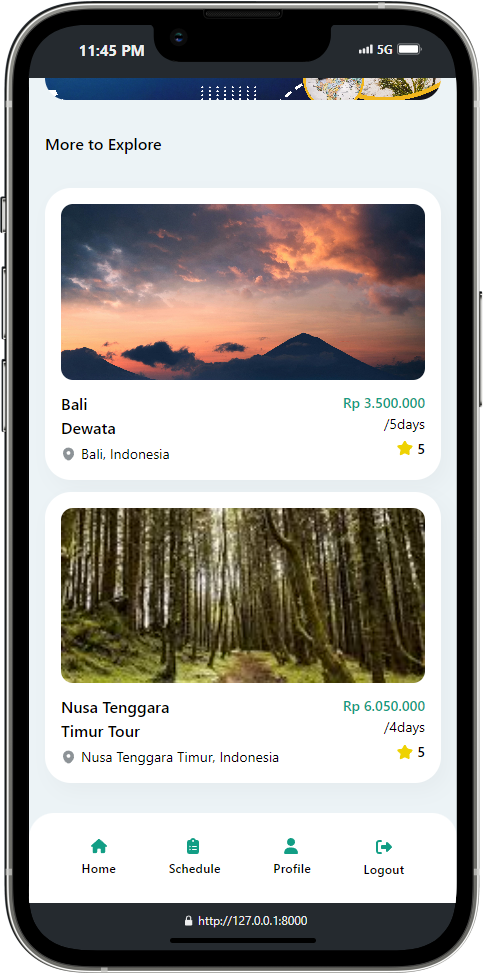 11:45 PM
5G
More to Explore
Bali
Dewata
Rp 3.500.000
/5days
5
Bali, Indonesia
Nusa Tenggara
Timur Tour
Rp 6.050.000
/4days
5
Nusa Tenggara Timur, Indonesia
Home
Schedule
Profile
Logout
http://127.0.0.1:8000